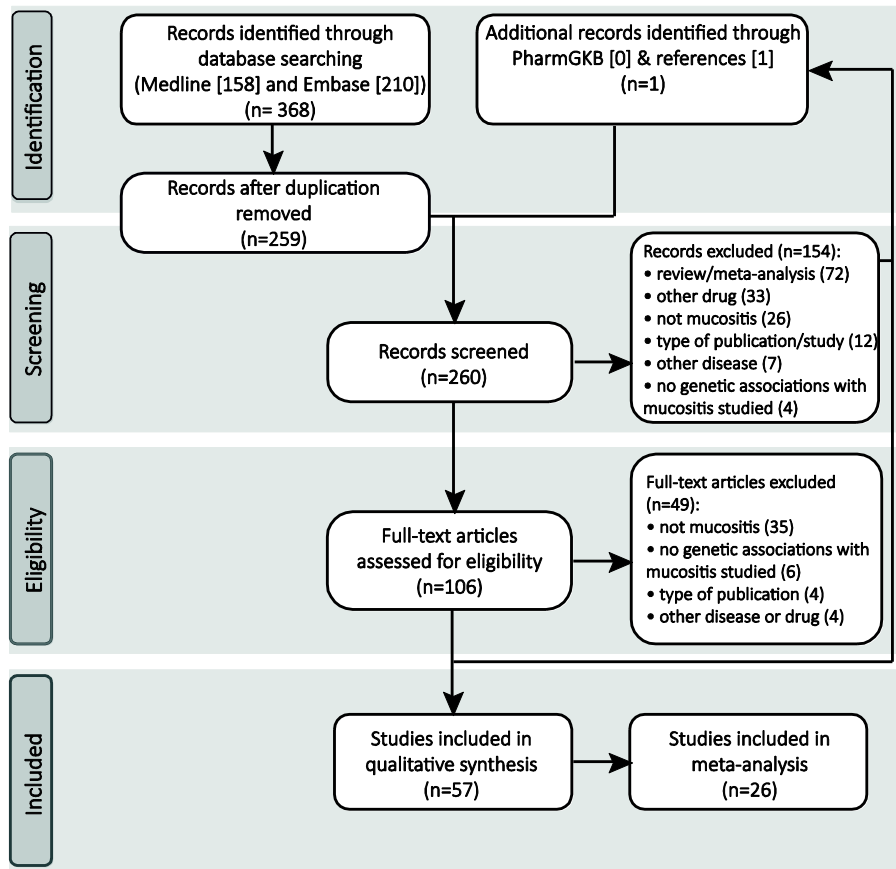 Identification
Records identified through
database searching
(Medline [158] and Embase [210])
(n= 368)
Additional records identified through
PharmGKB [0] & references [1]
(n=1)
Records after duplication
removed
(n=259)
Screening
Records screened
(n=260)
Records excluded (n=154):
• review/meta-analysis (72)
• other drug (33)
• not mucositis (26)
• type of publication/study (12)
• other disease (7)
• no genetic associations with
mucositis studied (4)
Eligibility
Full-text articles
assessed for eligibility
(n=106)
Full-text articles excluded
(n=49):
• not mucositis (35)
• no genetic associations with
mucositis studied (6)
• type of publication (4)
• other disease or drug (4)
Included
Studies included in
qualitative synthesis
(n=57)
Studies included in
meta-analysis
(n=26)